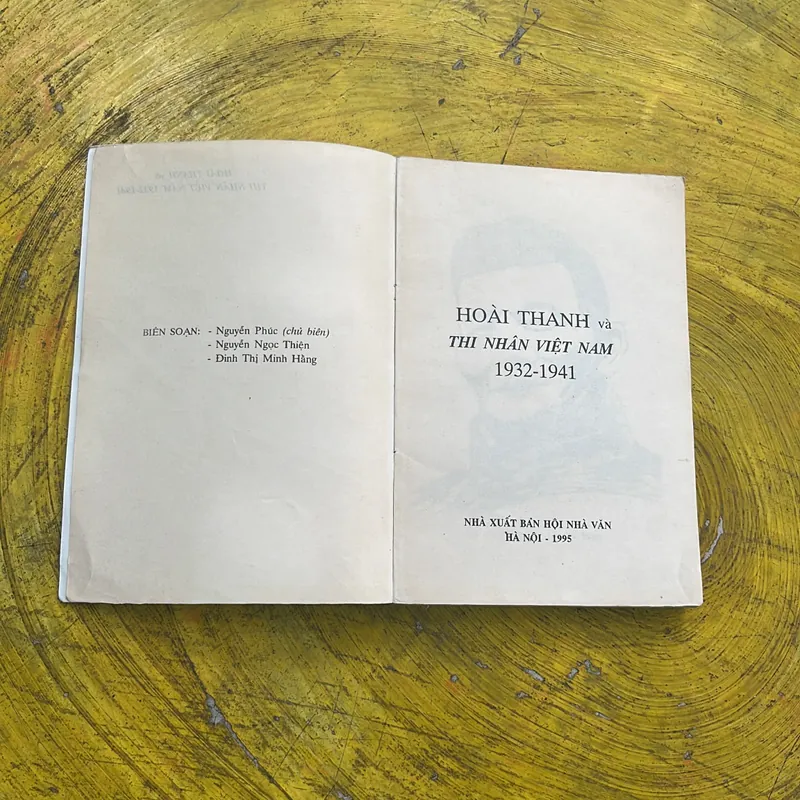 BIÊN SOẠN: - Nguyễn Phúc (chủ biên)
- Nguyễn Ngọc Thiện
- Đinh Thị Minh Hằng
HOÀI THANH và
THI NHÂN VIỆT NAM
1932-1941
NHÀ XUẤT BẢN HỘI NHÀ VĂN
HÀ NỘI - 1995